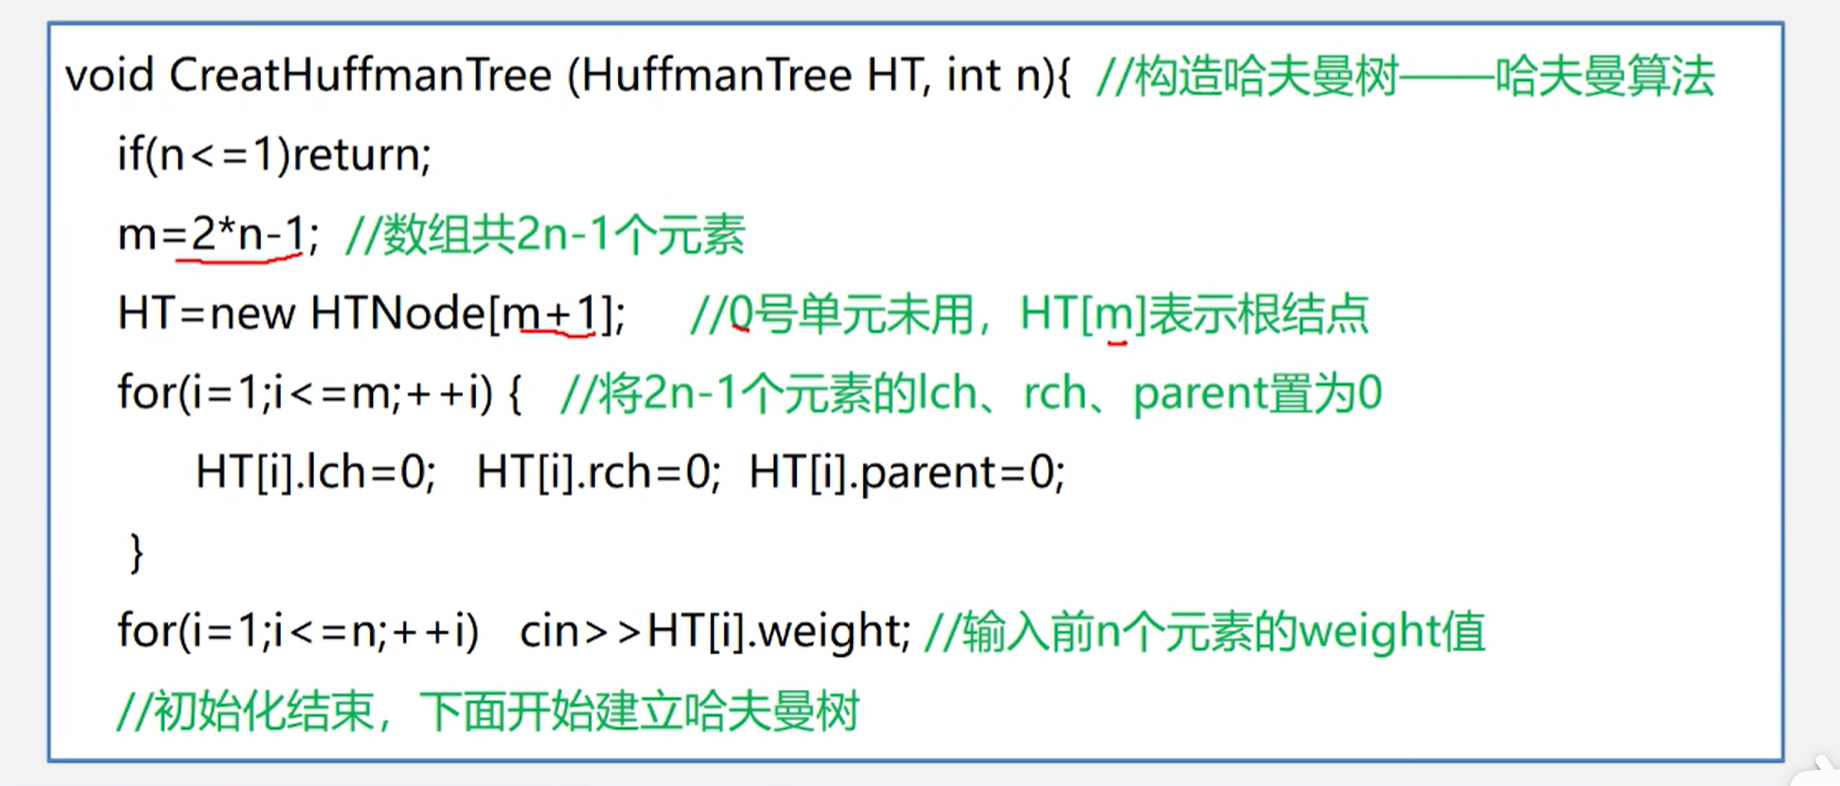 void CreatHuffmanTree (HuffmanTree HT, int n){ //构造哈夫曼树——哈夫曼算法
if(n<=1)return;
m=2*n-1; //数组共2n-1个元素
HT=new HTNode[m+1]; //0号单元未用，HT[m]表示根结点
for(i=1;i<=m;++i) { //将2n-1个元素的lch、rch、parent置为0
HT[i].lch=0; HT[i].rch=0; HT[i].parent=0;
}
for(i=1;i<=n;++i) cin>>HT[i].weight; //输入前n个元素的weight值
//初始化结束，下面开始建立哈夫曼树